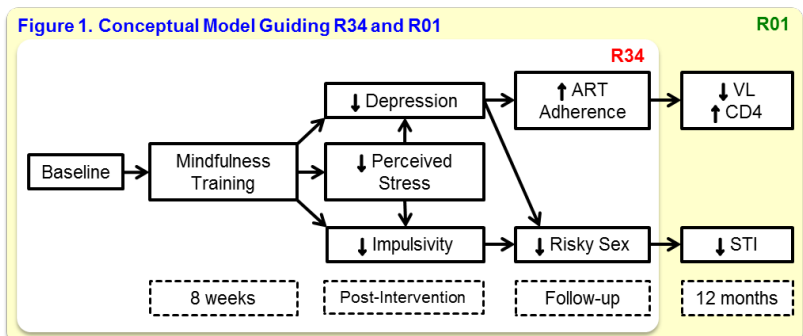 Figure 1. Conceptual Model Guiding R34 and R01
R01
R34
Baseline
Mindfulness
Training
↓ Depression
↓ Perceived
Stress
↓ Impulsivity
↑ ART
Adherence
↓ Risky Sex
↓ VL
↑ CD4
↓ STI
8 weeks
Post-Intervention
Follow-up
12 months